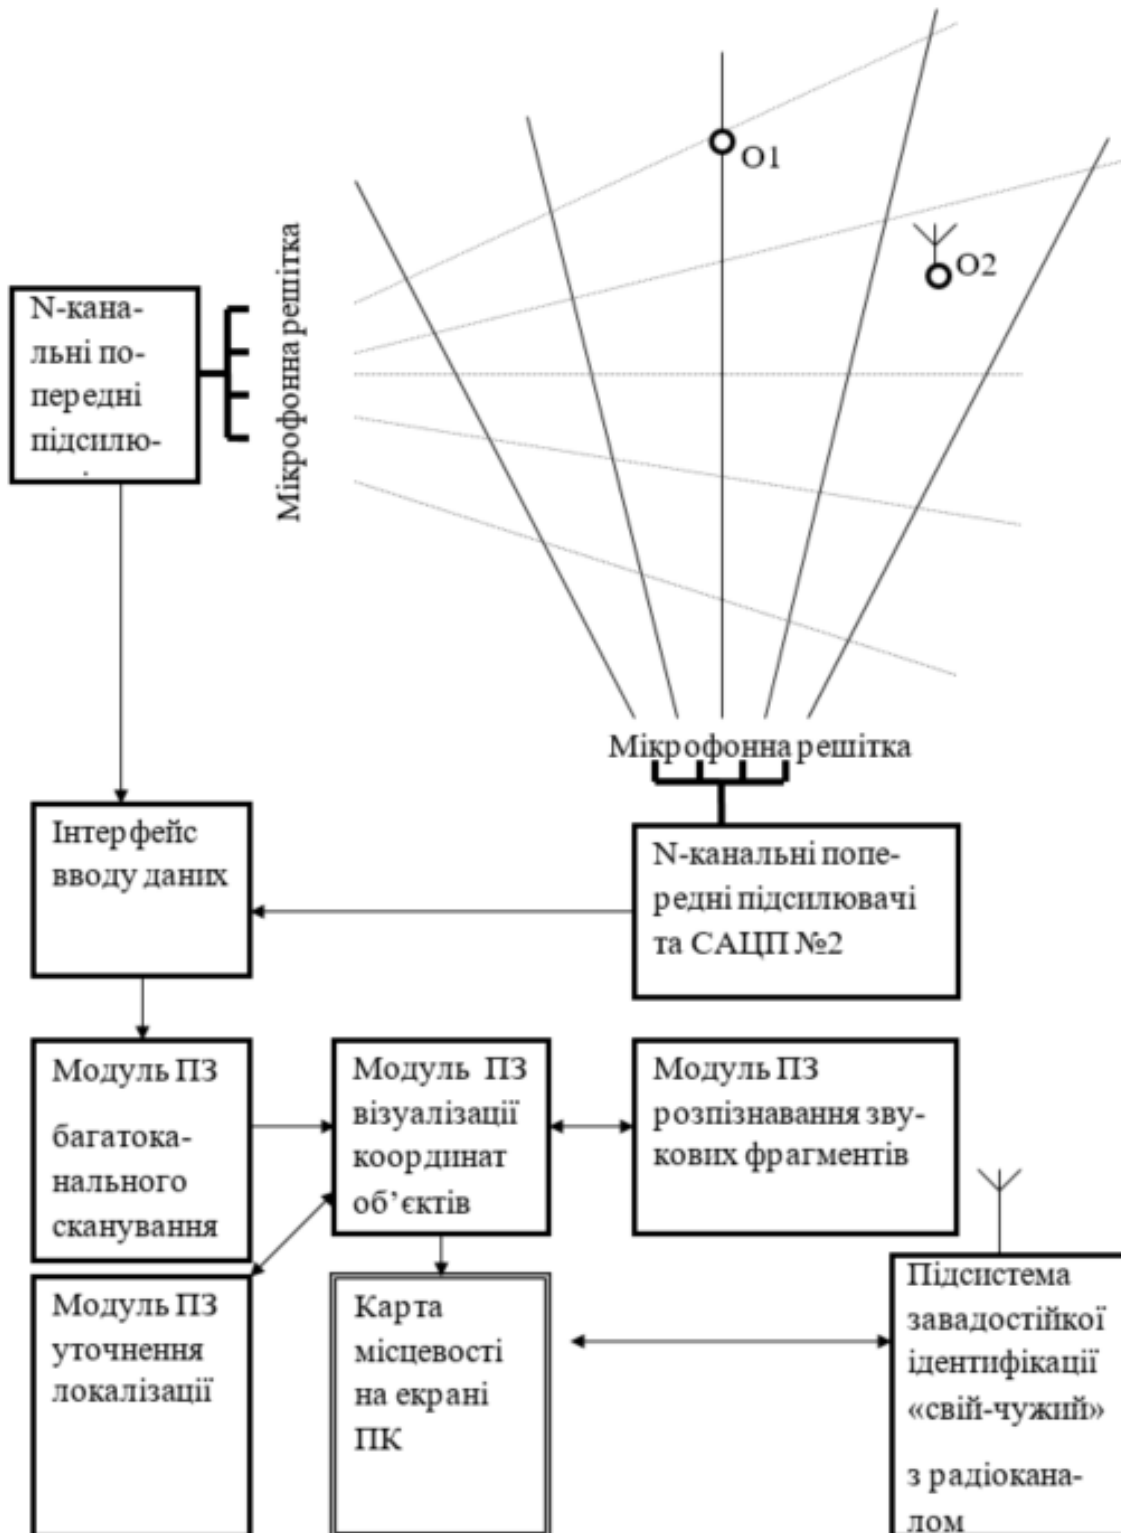 О1
О2
Мікрофонна решітка
N-кана-
льні по-
передні
підсилю-
Мікрофонна решітка
Інтерфейс
вводу даних
N-канальні попе-
редні підсилювачі
та САЦП №2
Модуль ПЗ
багатока-
нального
сканування
Модуль ПЗ
візуалізації
координат
об’єктів
Модуль ПЗ
розпізнавання зву-
кових фрагментів
Модуль ПЗ
уточнення
локалізації
Карта
місцевості
на екрані
ПК
Підсистема
завадостійкої
ідентифікації
«свій-чужий»
з радіокана-
лом